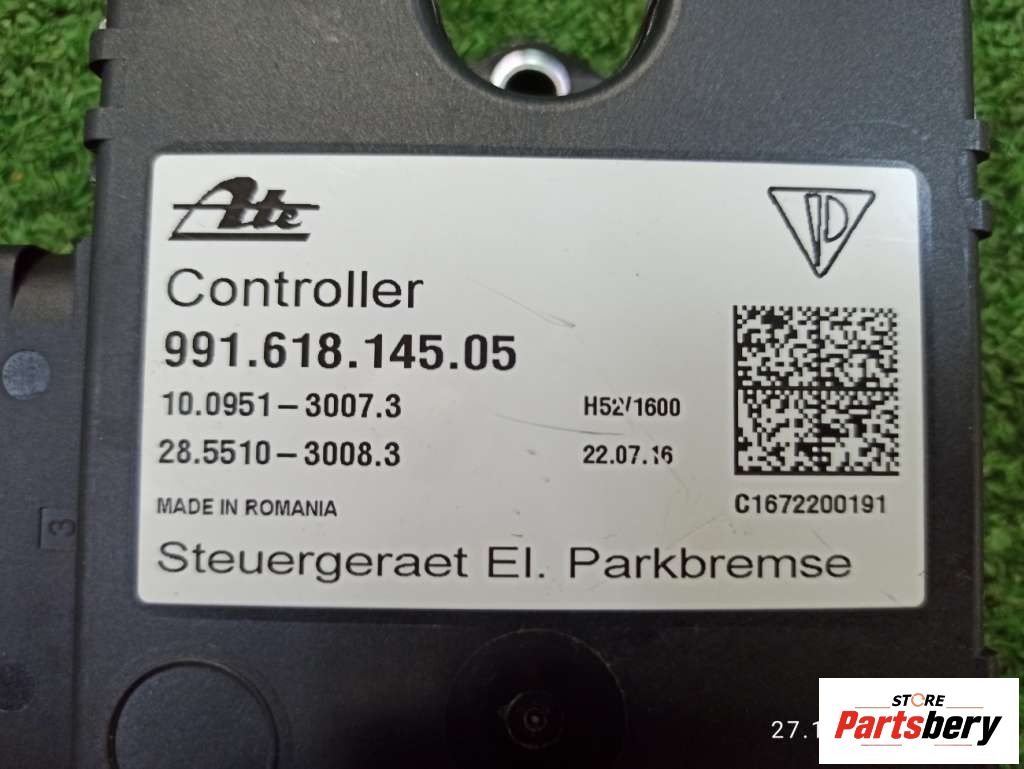 Ate
Controller
991.618.145.05
10.0951-3007.3 H52/1600
28.5510-3008.3 22.07.16
MADE IN ROMANIA C1672200191
Steuergeraet El. Parkbremse
3
27.1
STORE
Partsbery